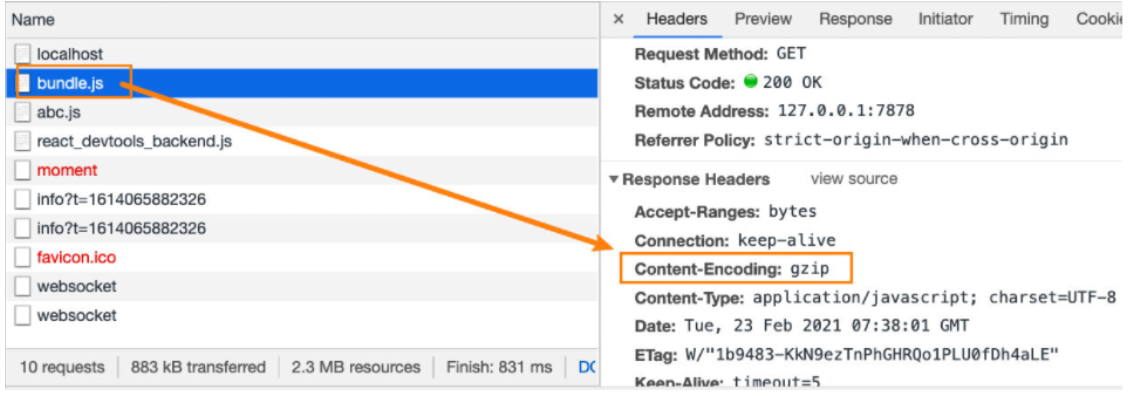 Name
localhost
bundle.js
abc.js
react_devtools_backend.js
moment
info?t=1614065882326
info?t=1614065882326
favicon.ico
websocket
websocket
10 requests 883 kB transferred 2.3 MB resources Finish: 831 ms
× Headers Preview Response Initiator Timing
Request Method: GET
Status Code: 200 OK
Remote Address: 127.0.0.1:7878
Referrer Policy: strict-origin-when-cross-origin
▼Response Headers view source
Accept-Ranges: bytes
Connection: keep-alive
Content-Encoding: gzip
Content-Type: application/javascript; charset=UTF-8
Date: Tue, 23 Feb 2021 07:38:01 GMT
ETag: W/"1b9483-KkN9ezTnPhGHRQo1PLU0fDh4aLE"
Keep-Alive: timeout=5